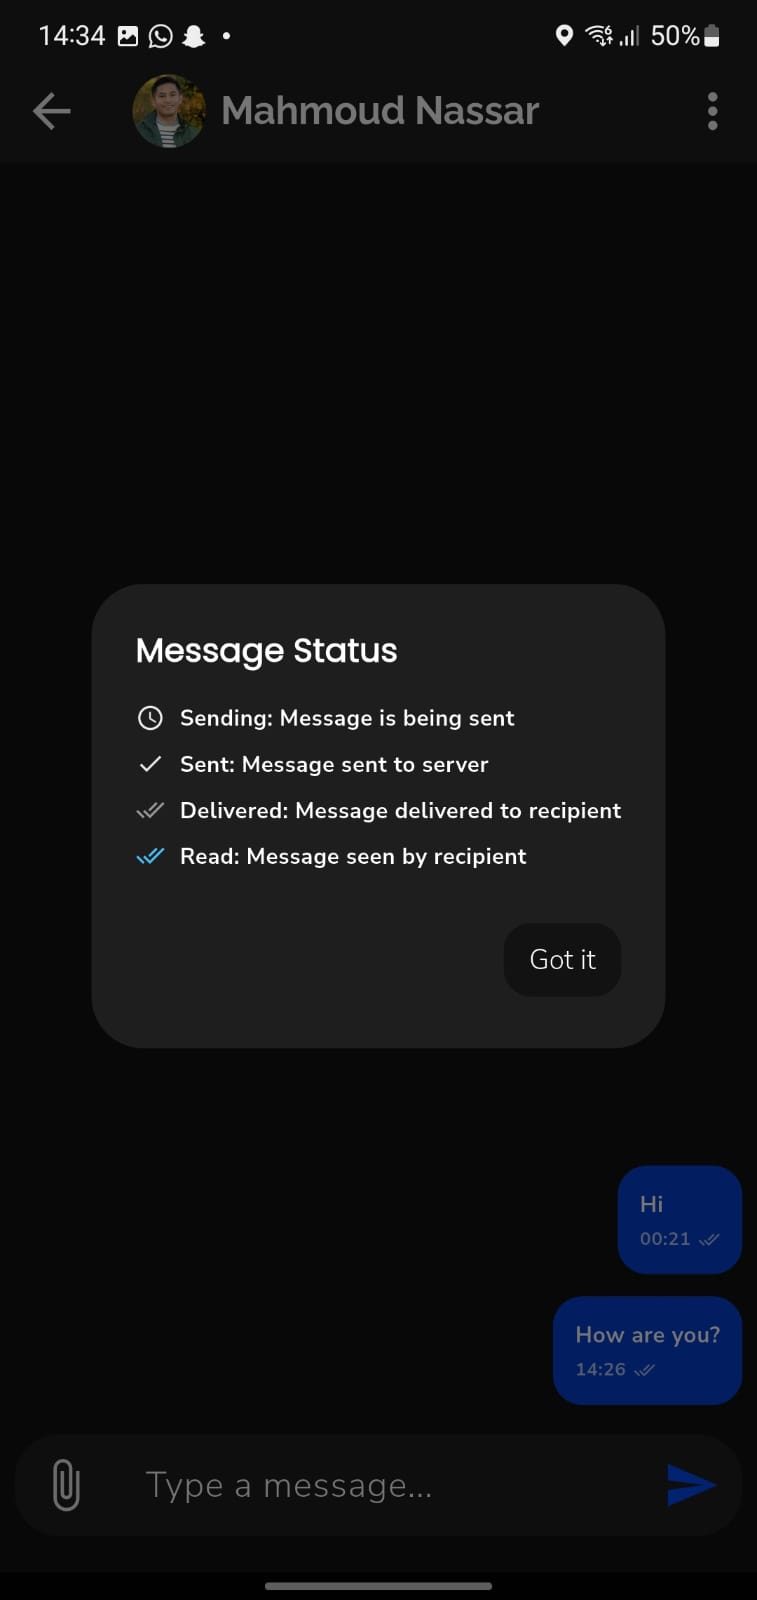 14:34
50%
Mahmoud Nassar
Message Status
Sending: Message is being sent
Sent: Message sent to server
Delivered: Message delivered to recipient
Read: Message seen by recipient
Got it
Hi
00:21
How are you?
14:26
Type a message...